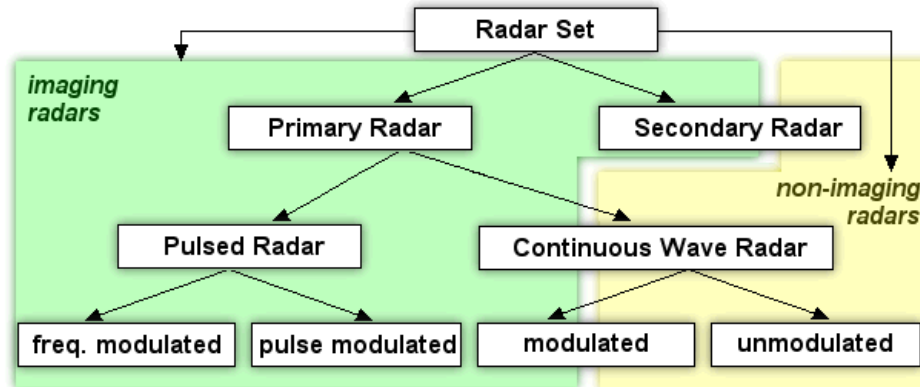 Radar Set
imaging
radars
Primary Radar
Secondary Radar
non-imaging
radars
Pulsed Radar
Continuous Wave Radar
freq. modulated
pulse modulated
modulated
unmodulated